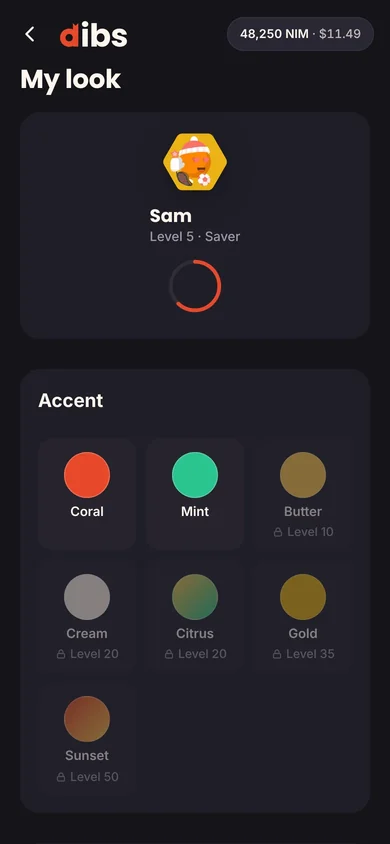 dibs
48,250 NIM · $11.49
My look
Sam
Level 5 · Saver
Accent
Coral
Mint
Butter
Level 10
Cream
Level 20
Citrus
Level 20
Gold
Level 35
Sunset
Level 50